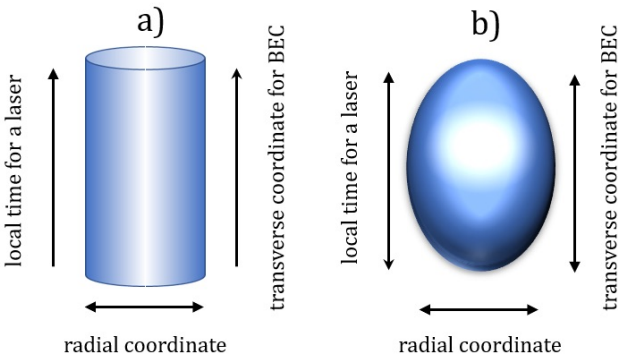 a)
b)
local time for a laser
transverse coordinate for BEC
local time for a laser
transverse coordinate for BEC
radial coordinate
radial coordinate